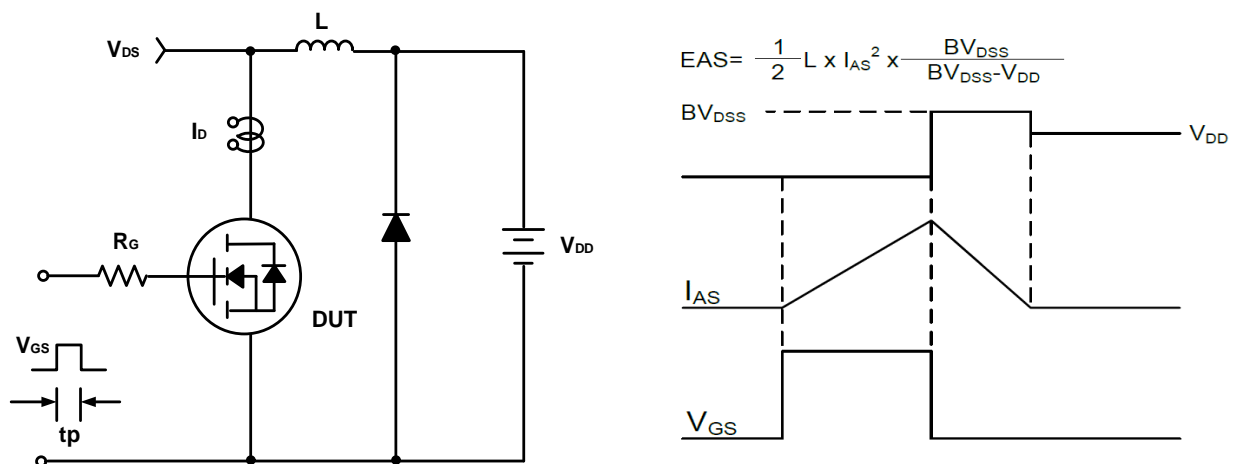 L
VDS
ID
RG
VDD
DUT
VGS
tp
EAS= 1/2 L x IAS² x BVDSS/BVDSS-VDD
BVDSS
VDD
IAS
VGS